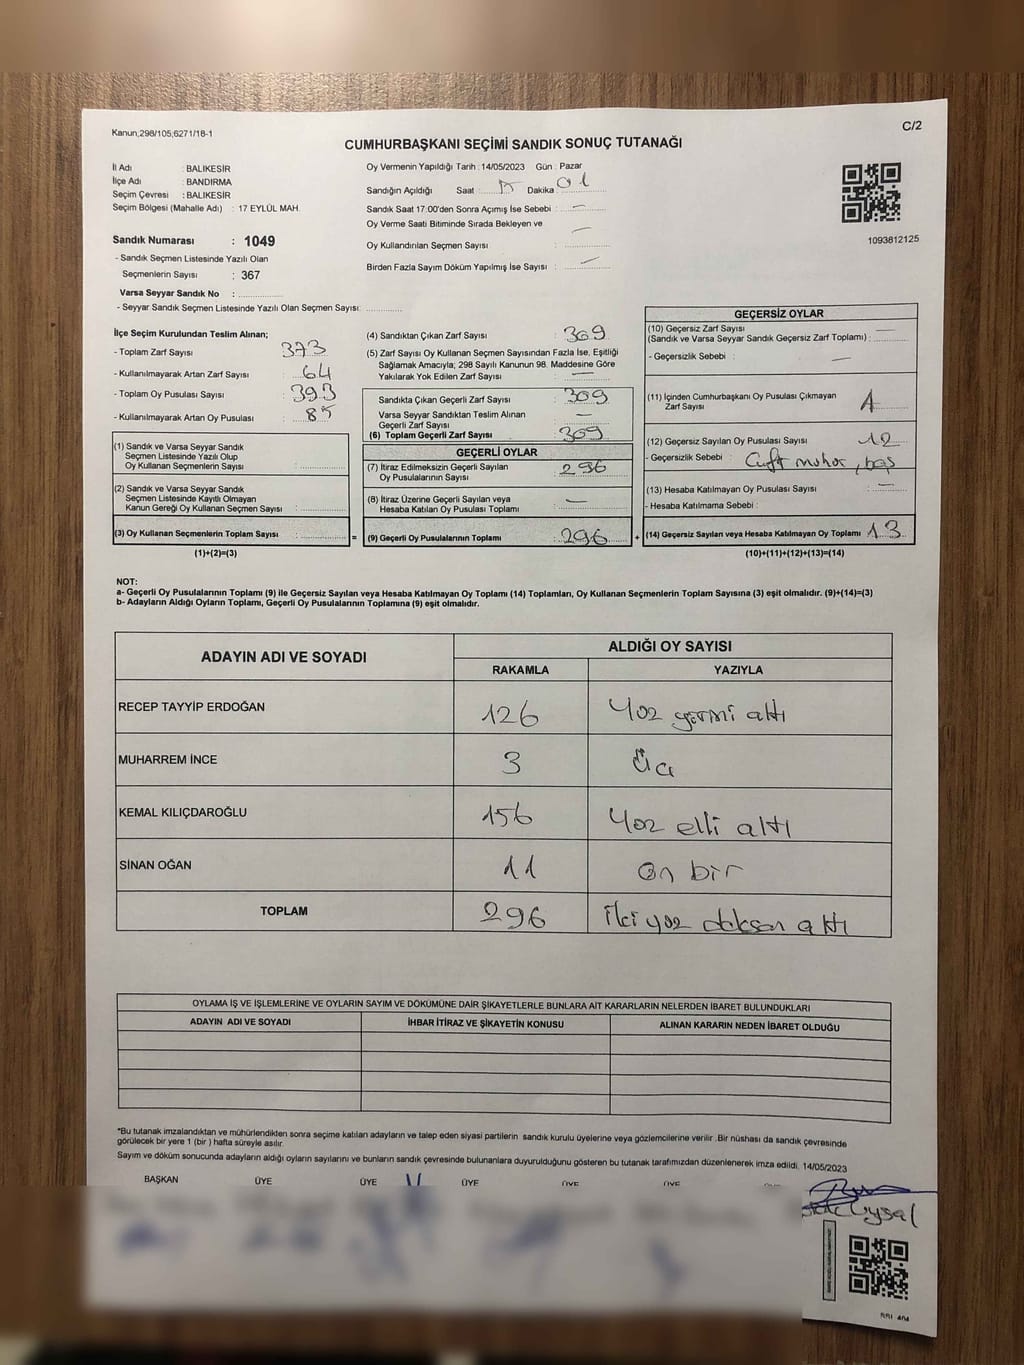 Kanun;298/105;6271/18-1
C/2
CUMHURBAŞKANI SEÇİMİ SANDIK SONUÇ TUTANAĞI
İl Adı : BALIKESİR
İlçe Adı : BANDIRMA
Seçim Çevresi : BALIKESİR
Seçim Bölgesi (Mahalle Adı) : 17 EYLÜL MAH.
Sandık Numarası : 1049
- Sandık Seçmen Listesinde Yazılı Olan
Seçmenlerin Sayısı : 367
Varsa Seyyar Sandık No :
- Seyyar Sandık Seçmen Listesinde Yazılı Olan Seçmen Sayısı:
Oy Vermenin Yapıldığı Tarih : 14/05/2023 Gün : Pazar
Sandığın Açıldığı Saat : Dakika :
Sandık Saat 17:00'den Sonra Açımış İse Sebebi : —
Oy Verme Saati Bitiminde Sırada Bekleyen ve
Oy Kullandırılan Seçmen Sayısı : —
Birden Fazla Sayım Döküm Yapılmış İse Sayısı : —
1093812125
İlçe Seçim Kurulundan Teslim Alınan;
- Toplam Zarf Sayısı : 373
- Kullanılmayarak Artan Zarf Sayısı : 64
- Toplam Oy Pusulası Sayısı : 393
- Kullanılmayarak Artan Oy Pusulası : 85
(1) Sandık ve Varsa Seyyar Sandık
Seçmen Listesinde Yazılı Olup
Oy Kullanan Seçmenlerin Sayısı :
(2) Sandık ve Varsa Seyyar Sandık
Seçmen Listesinde Kayıtlı Olmayan
Kanun Gereği Oy Kullanan Seçmen Sayısı :
(3) Oy Kullanan Seçmenlerin Toplam Sayısı :
(1)+(2)=(3)
(4) Sandıktan Çıkan Zarf Sayısı : 309
(5) Zarf Sayısı Oy Kullanan Seçmen Sayısından Fazla İse, Eşitliği
Sağlamak Amacıyla; 298 Sayılı Kanunun 98. Maddesine Göre
Yakılarak Yok Edilen Zarf Sayısı : —
Sandıkta Çıkan Geçerli Zarf Sayısı : 309
Varsa Seyyar Sandıktan Teslim Alınan
Geçerli Zarf Sayısı : —
(6) Toplam Geçerli Zarf Sayısı : 309
GEÇERLİ OYLAR
(7) İtiraz Edilmeksizin Geçerli Sayılan
Oy Pusulalarının Sayısı : 296
(8) İtiraz Üzerine Geçerli Sayılan veya
Hesaba Katılan Oy Pusulası Toplamı : —
= (9) Geçerli Oy Pusulalarının Toplamı : 296 +
GEÇERSİZ OYLAR
(10) Geçersiz Zarf Sayısı —
(Sandık ve Varsa Seyyar Sandık Geçersiz Zarf Toplamı) :
- Geçersizlik Sebebi : —
(11) İçinden Cumhurbaşkanı Oy Pusulası Çıkmayan
Zarf Sayısı : 1
(12) Geçersiz Sayılan Oy Pusulası Sayısı : 12
- Geçersizlik Sebebi : Çift mühür, boş
(13) Hesaba Katılmayan Oy Pusulası Sayısı : —
- Hesaba Katılmama Sebebi :
(14) Geçersiz Sayılan veya Hesaba Katılmayan Oy Toplamı 13
(10)+(11)+(12)+(13)=(14)
NOT:
a- Geçerli Oy Pusulalarının Toplamı (9) ile Geçersiz Sayılan veya Hesaba Katılmayan Oy Toplamı (14) Toplamları, Oy Kullanan Seçmenlerin Toplam Sayısına (3) eşit olmalıdır. (9)+(14)=(3)
b- Adayların Aldığı Oyların Toplamı, Geçerli Oy Pusulalarının Toplamına (9) eşit olmalıdır.
ADAYIN ADI VE SOYADI ALDIĞI OY SAYISI
RAKAMLA YAZIYLA
RECEP TAYYİP ERDOĞAN 126 Yüz yirmi altı
MUHARREM İNCE 3 Üç
KEMAL KILIÇDAROĞLU 156 Yüz elli altı
SİNAN OĞAN 11 On bir
TOPLAM 296 İki yüz doksan altı
OYLAMA İŞ VE İŞLEMLERİNE VE OYLARIN SAYIM VE DÖKÜMÜNE DAİR ŞİKAYETLERLE BUNLARA AİT KARARLARIN NELERDEN İBARET BULUNDUKLARI
ADAYIN ADI VE SOYADI İHBAR İTİRAZ VE ŞİKAYETİN KONUSU ALINAN KARARIN NEDEN İBARET OLDUĞU
*Bu tutanak imzalandıktan ve mühürlendikten sonra seçime katılan adayların ve talep eden siyasi partilerin sandık kurulu üyelerine veya gözlemcilerine verilir .Bir nüshası da sandık çevresinde
görülecek bir yere 1 (bir ) hafta süreyle asılır.
Sayım ve döküm sonucunda adayların aldığı oyların sayılarını ve bunların sandık çevresinde bulunanlara duyurulduğunu gösteren bu tutanak tarafımızdan düzenlenerek imza edildi. 14/05/2023
BAŞKAN ÜYE ÜYE ÜYE ÜYE ÜYE
Uysal